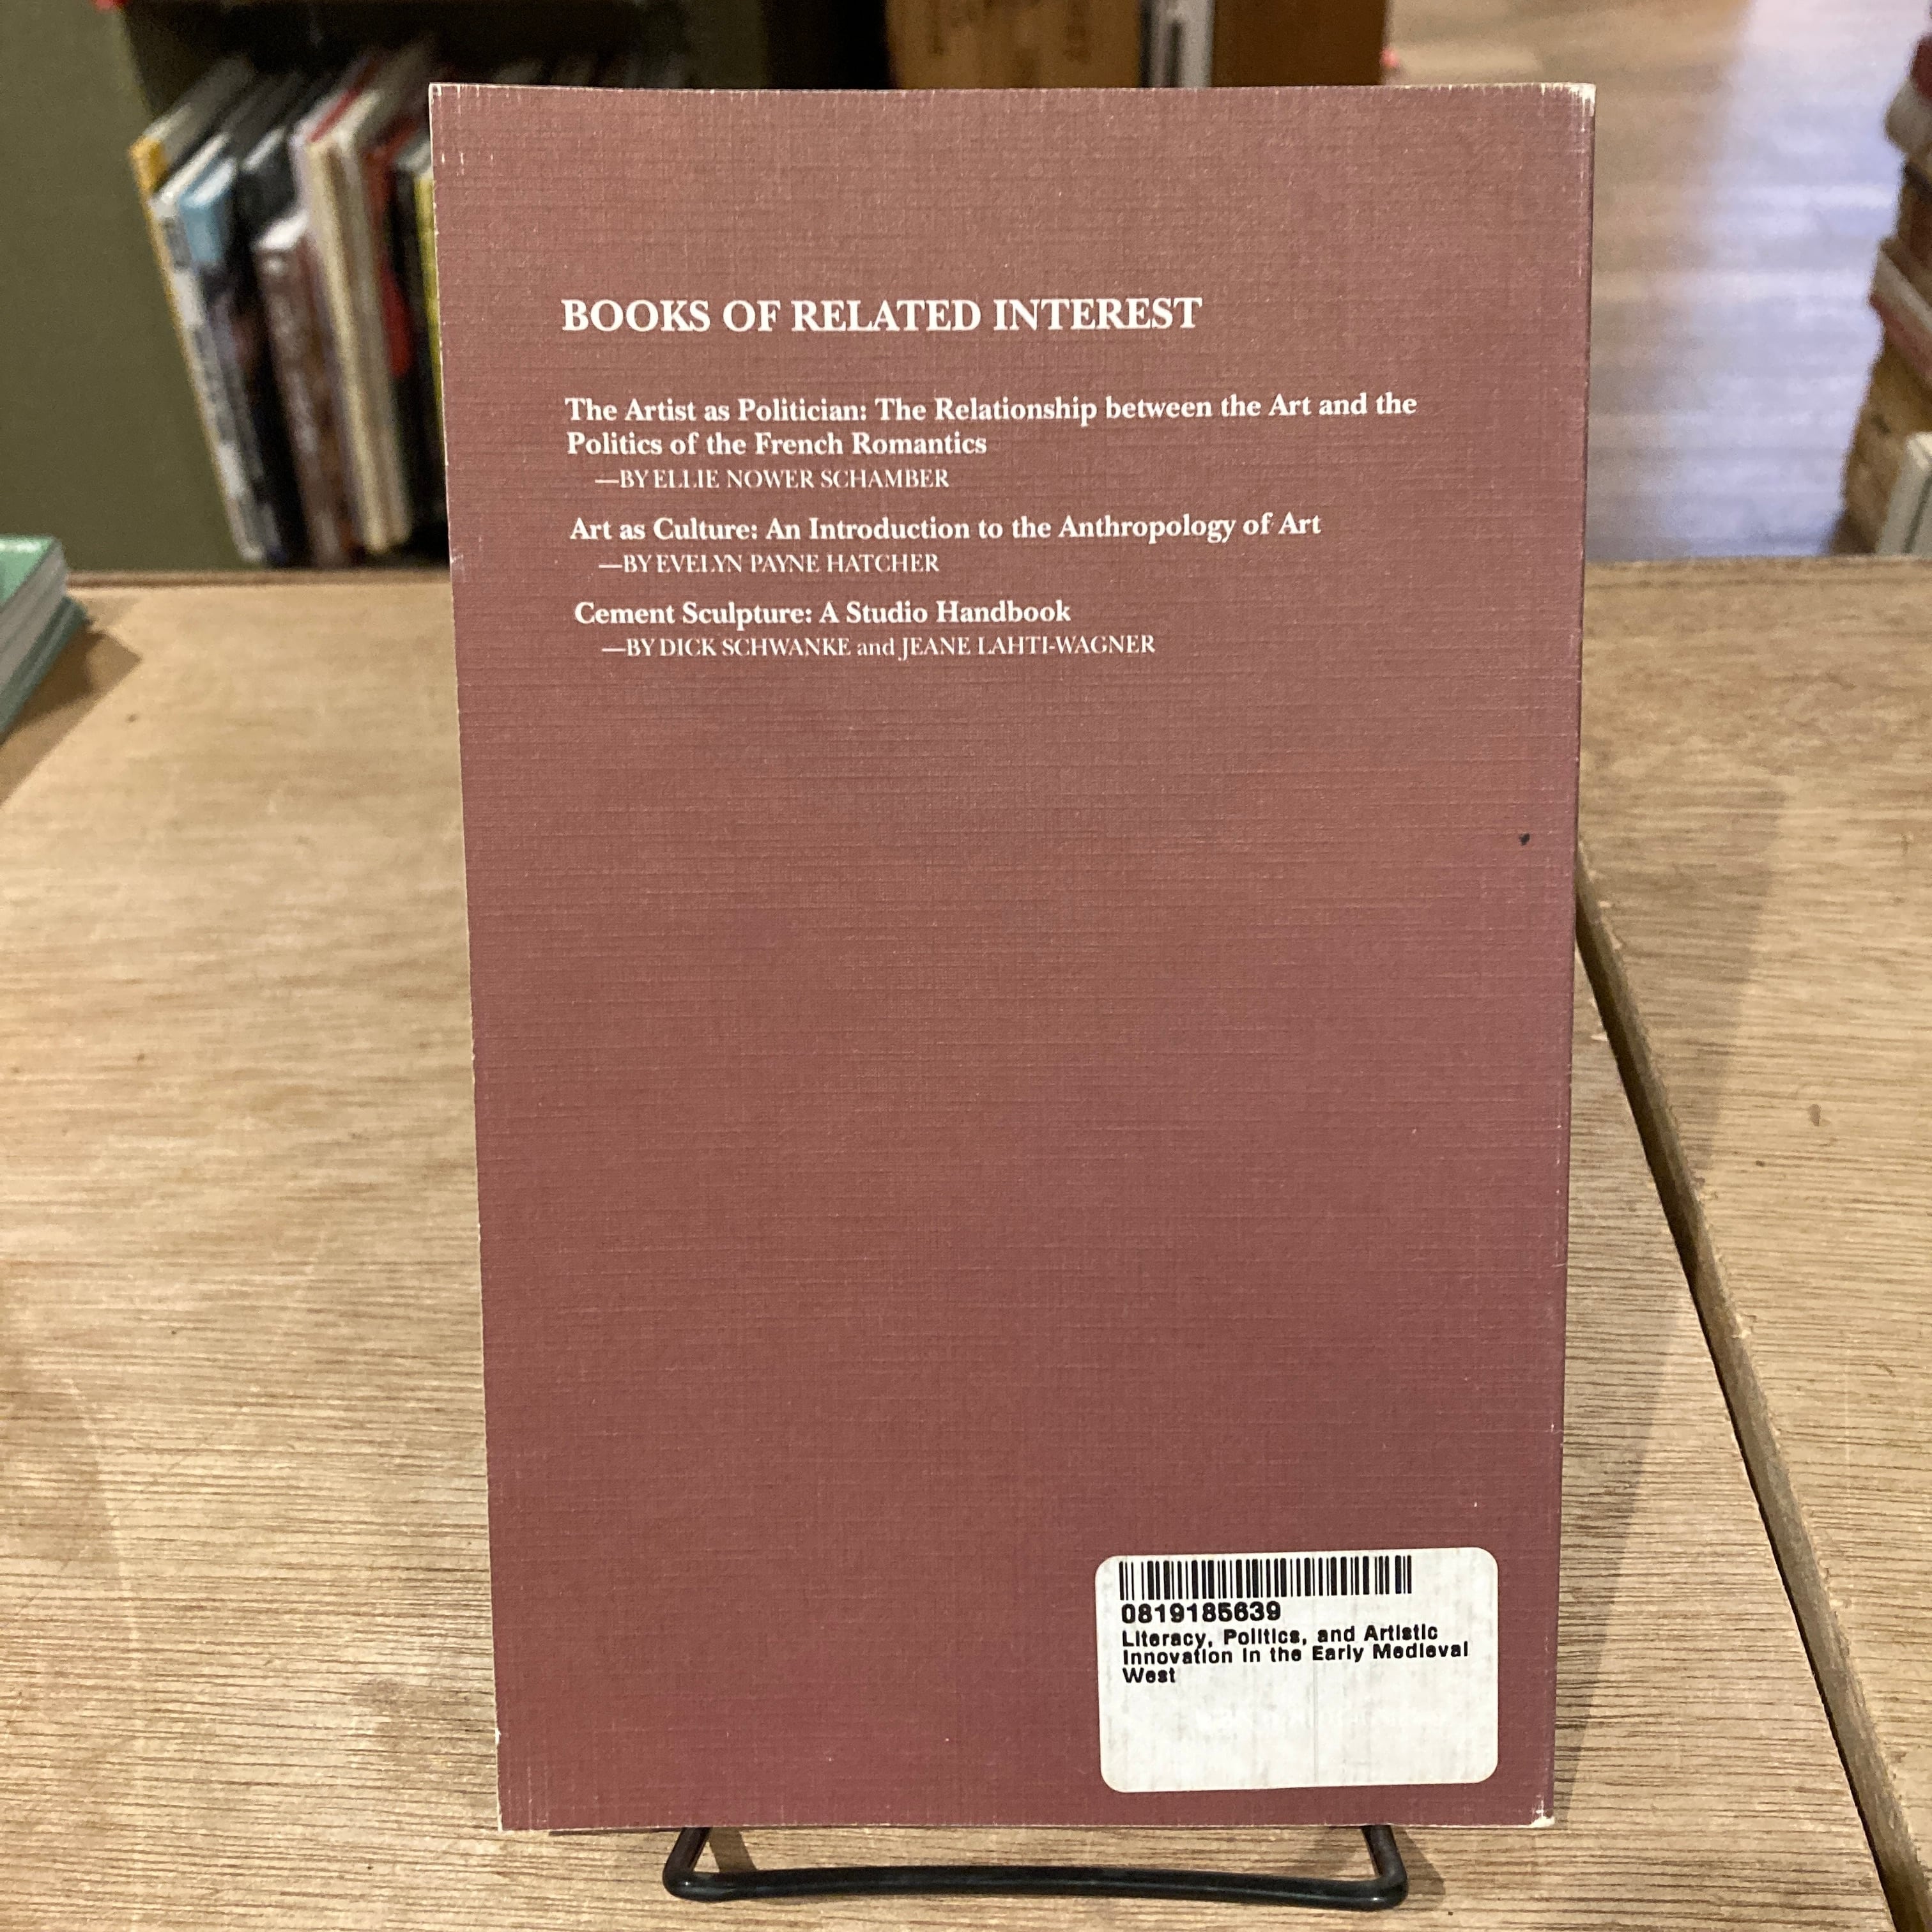 BOOKS OF RELATED INTEREST
The Artist as Politician: The Relationship between the Art and the
Politics of the French Romantics
—BY ELLIE NOWER SCHAMBER
Art as Culture: An Introduction to the Anthropology of Art
—BY EVELYN PAYNE HATCHER
Cement Sculpture: A Studio Handbook
—BY DICK SCHWANKE and JEANE LAHTI-WAGNER
0819185639
Literacy, Politics, and Artistic
Innovation in the Early Medieval
West